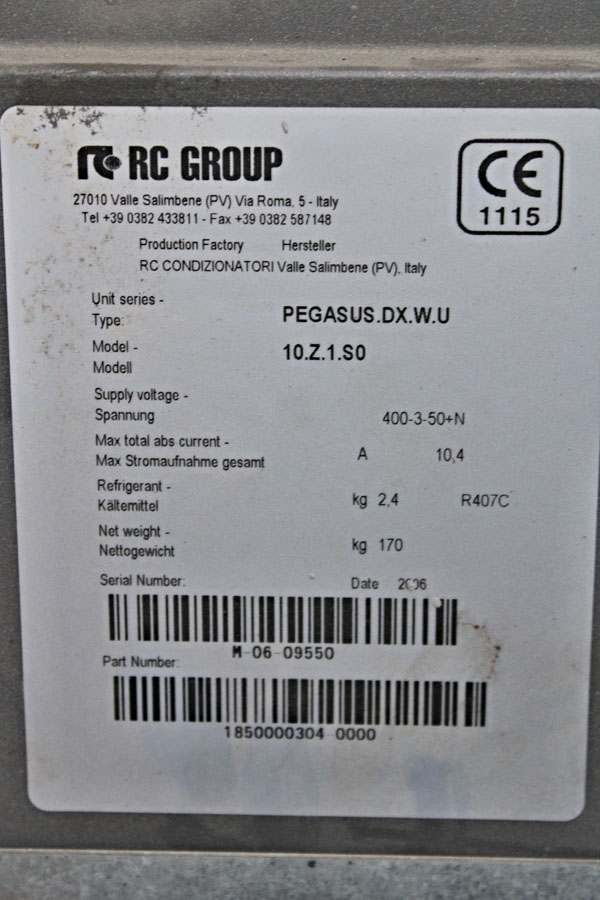 rc RC GROUP
27010 Valle Salimbene (PV) Via Roma, 5 - Italy
Tel +39 0382 433811 - Fax +39 0382 587148
CE
1115
Production Factory Hersteller
RC CONDIZIONATORI Valle Salimbene (PV), Italy
Unit series -
Type: PEGASUS.DX.W.U
Model - 10.Z.1.S0
Modell
Supply voltage -
Spannung 400-3-50+N
Max total abs current -
Max Stromaufnahme gesamt A 10,4
Refrigerant -
Kältemittel kg 2,4 R407C
Net weight -
Nettogewicht kg 170
Serial Number: Date 2006
M-06-09550
Part Number:
1850000304 0000